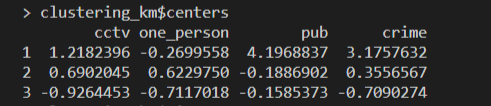 > clustering_km$centers
cctv one_person pub crime
1 1.2182396 -0.2699558 4.1968837 3.1757632
2 0.6902045 0.6229750 -0.1886902 0.3556567
3 -0.9264453 -0.7117018 -0.1585373 -0.7090274